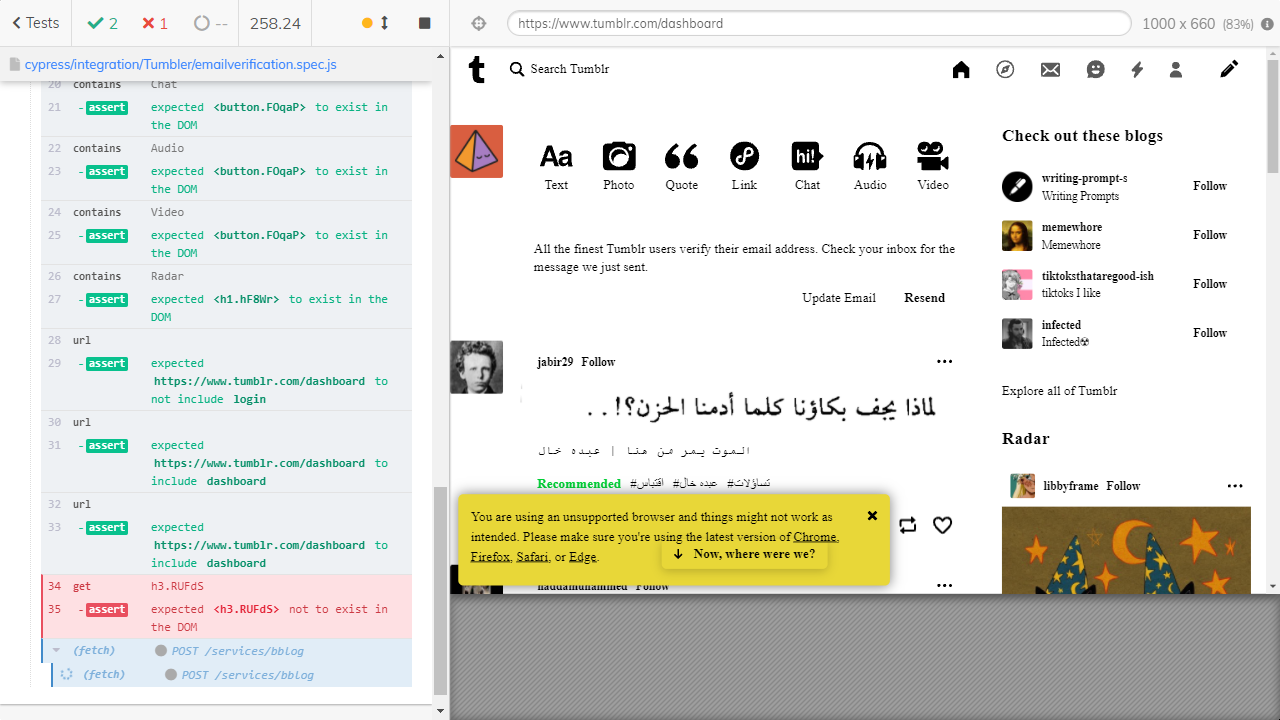 Tests
2
1
--
258.24
https://www.tumblr.com/dashboard
1000 x 660 (83%)
cypress/integration/Tumbler/emailverification.spec.js
20 contains Chat
21 - assert expected <button.FOqaP> to exist in
the DOM
22 contains Audio
23 - assert expected <button.FOqaP> to exist in
the DOM
24 contains Video
25 - assert expected <button.FOqaP> to exist in
the DOM
26 contains Radar
27 - assert expected <h1.hF8Wr> to exist in the
DOM
28 url
29 - assert expected
https://www.tumblr.com/dashboard to
not include login
30 url
31 - assert expected
https://www.tumblr.com/dashboard to
include dashboard
32 url
33 - assert expected
https://www.tumblr.com/dashboard to
include dashboard
34 get h3.RUFdS
35 - assert expected <h3.RUFdS> not to exist in
the DOM
(fetch) POST /services/bblog
(fetch) POST /services/bblog
t
Search Tumblr
Aa
hi!
Text Photo Quote Link Chat Audio Video
All the finest Tumblr users verify their email address. Check your inbox for the
message we just sent.
Update Email Resend
jabir29 Follow
لماذا يجف بكاؤنا كلما أدمنا الحزن؟!..
الموت يمر من هنا | عبده خال
Recommended #اقتباس #عبده خال #تساؤلات
You are using an unsupported browser and things might not work as
intended. Please make sure you're using the latest version of Chrome,
Firefox, Safari, or Edge.
Now, where were we?
haddamuhammed Follow
Check out these blogs
writing-prompt-s
Writing Prompts
Follow
memewhore
Memewhore
Follow
tiktoksthataregood-ish
tiktoks I like
Follow
infected
Infected☢
Follow
Explore all of Tumblr
Radar
libbyframe Follow